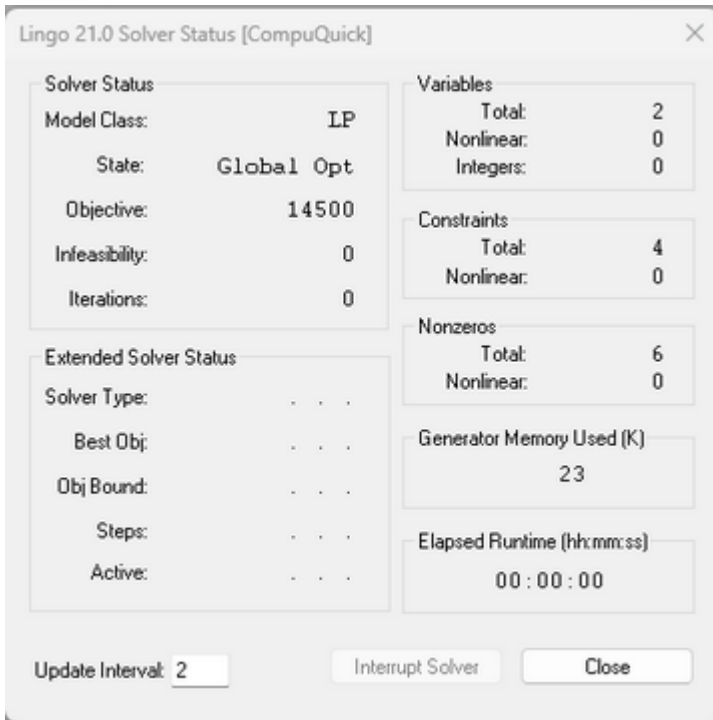 Lingo 21.0 Solver Status [CompuQuick]
Solver Status
Model Class: LP
State: Global Opt
Objective: 14500
Infeasibility: 0
Iterations: 0
Extended Solver Status
Solver Type: . . .
Best Obj: . . .
Obj Bound: . . .
Steps: . . .
Active: . . .
Variables
Total: 2
Nonlinear: 0
Integers: 0
Constraints
Total: 4
Nonlinear: 0
Nonzeros
Total: 6
Nonlinear: 0
Generator Memory Used (K)
23
Elapsed Runtime (hh:mm:ss)
00:00:00
Update Interval: 2
Interrupt Solver
Close